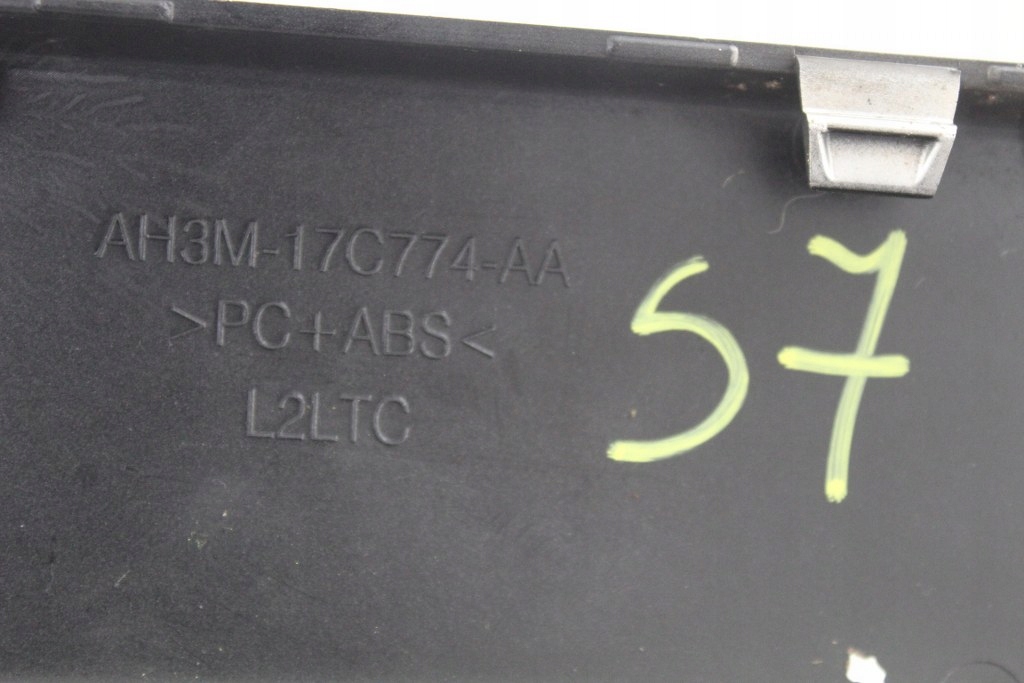 AH3M-17C774-AA
>PC+ABS<
L2LTC
57